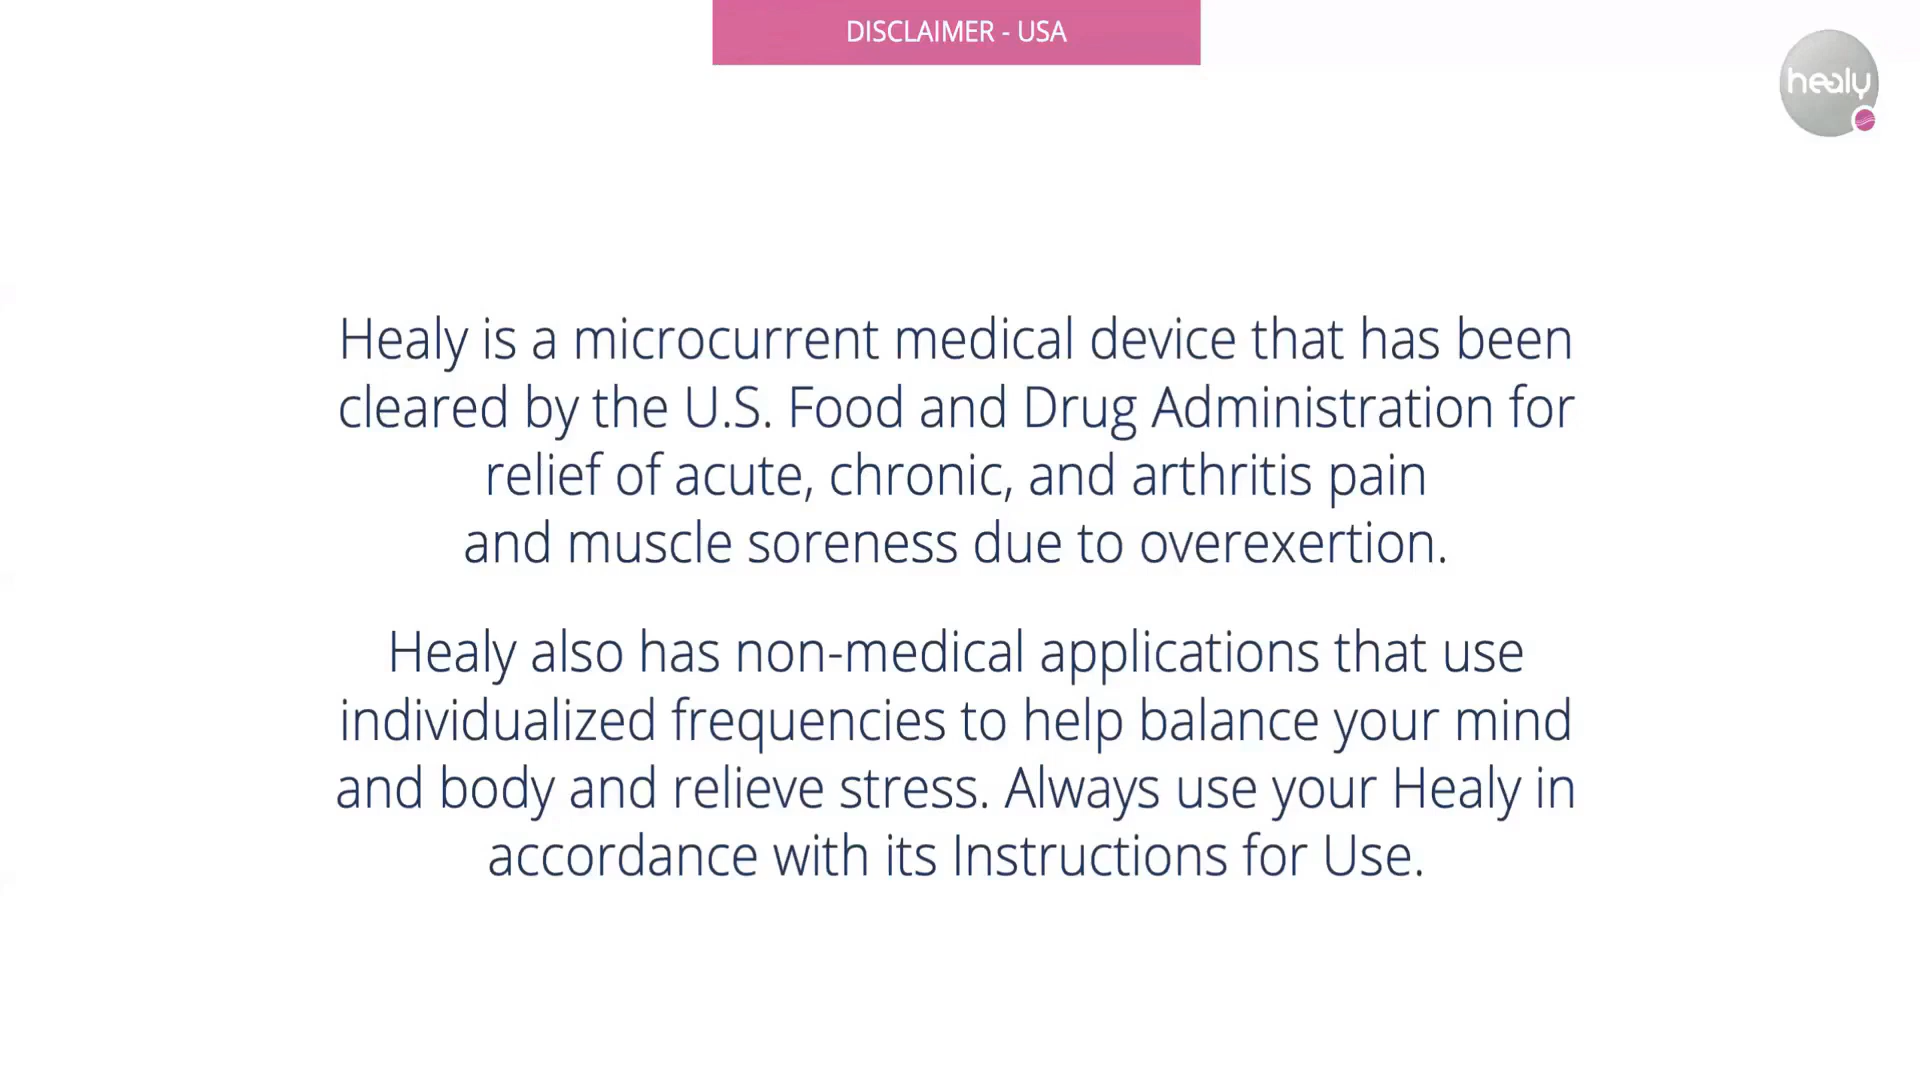 DISCLAIMER - USA
healy
Healy is a microcurrent medical device that has been
cleared by the U.S. Food and Drug Administration for
relief of acute, chronic, and arthritis pain
and muscle soreness due to overexertion.
Healy also has non-medical applications that use
individualized frequencies to help balance your mind
and body and relieve stress. Always use your Healy in
accordance with its Instructions for Use.